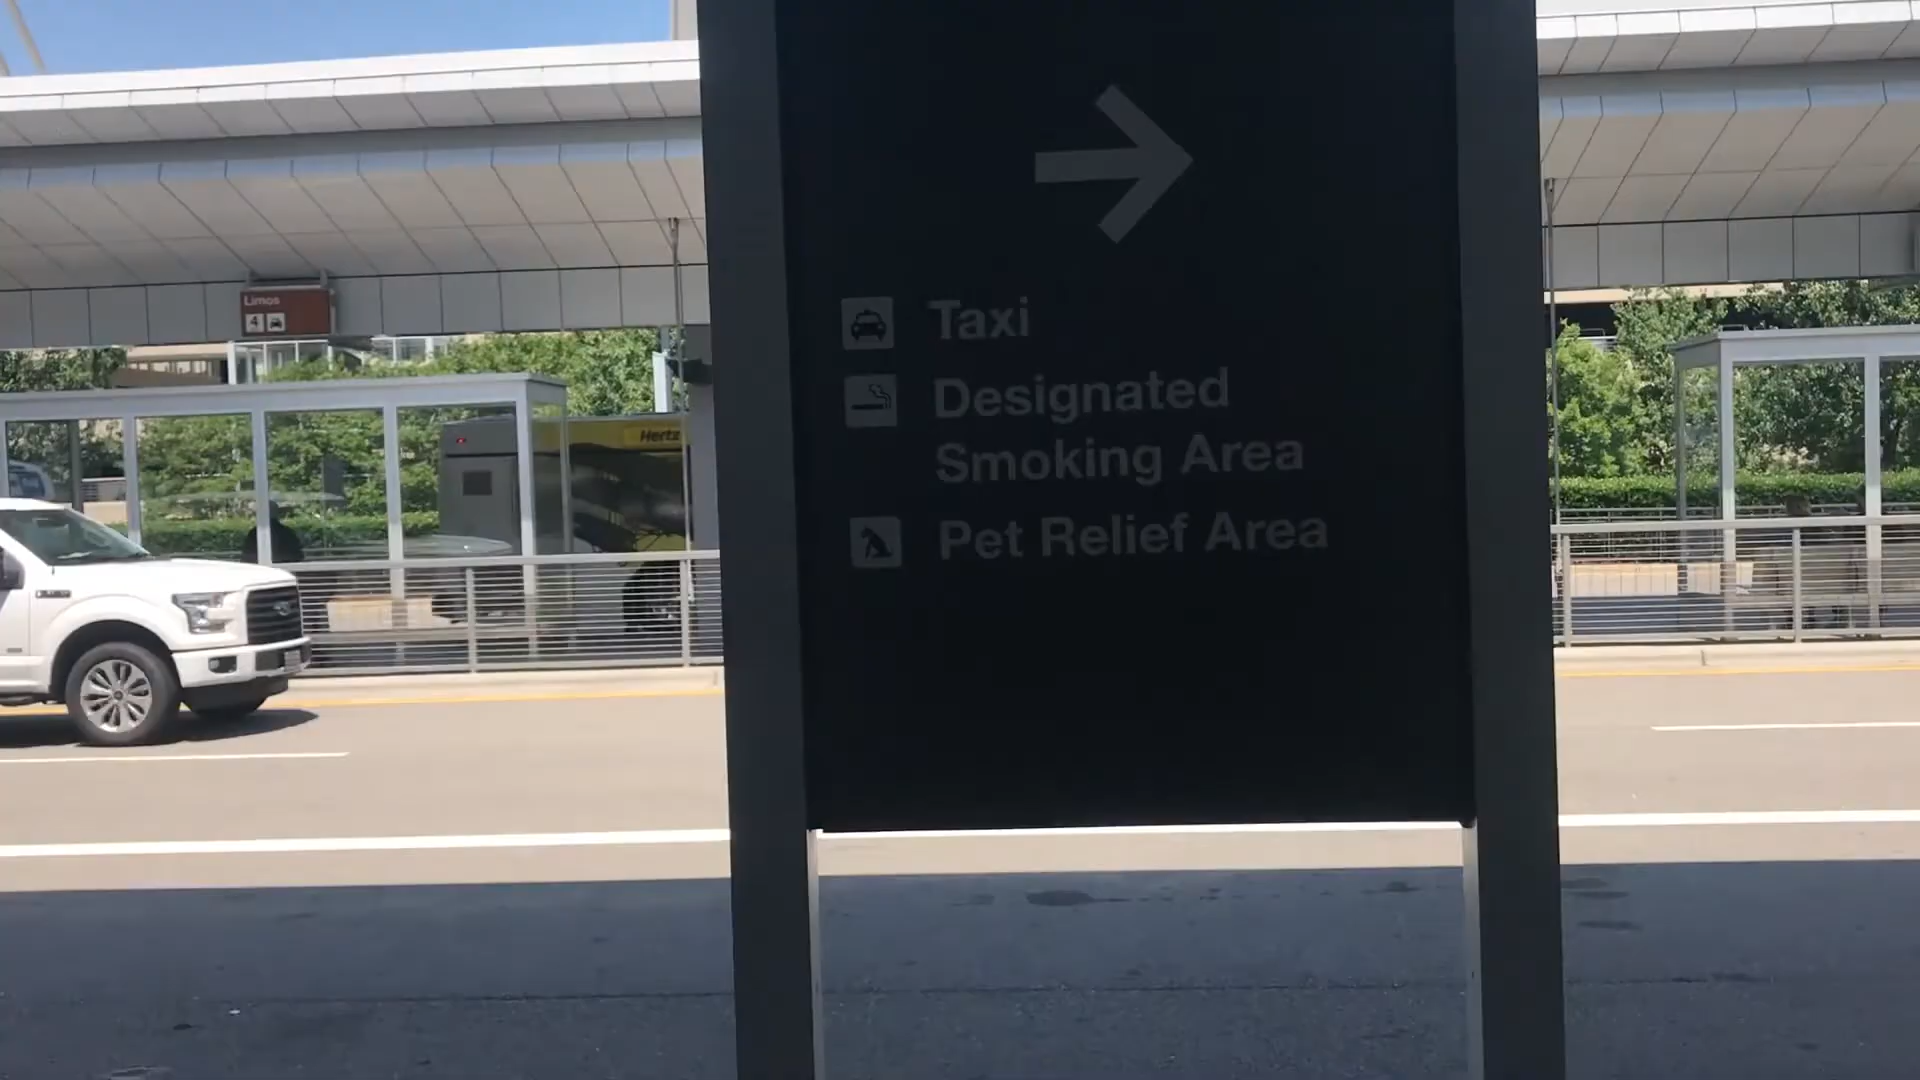 Limos
4
Hertz
Taxi
Designated
Smoking Area
Pet Relief Area